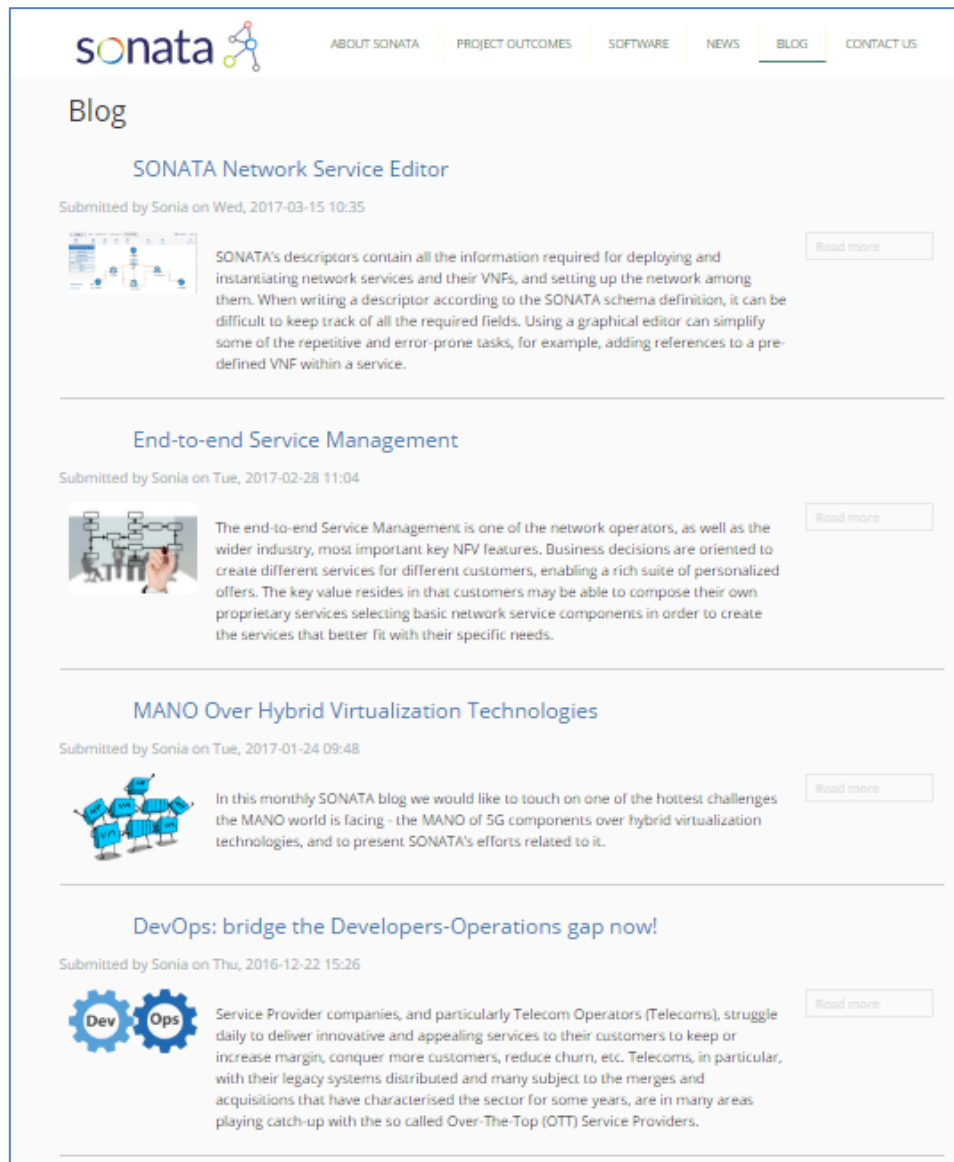 sonata
ABOUT SONATA PROJECT OUTCOMES SOFTWARE NEWS BLOG CONTACT US
Blog
SONATA Network Service Editor
Submitted by Sonia on Wed, 2017-03-15 10:35
Read more
SONATA's descriptors contain all the information required for deploying and
instantiating network services and their VNFs, and setting up the network among
them. When writing a descriptor according to the SONATA schema definition, it can be
difficult to keep track of all the required fields. Using a graphical editor can simplify
some of the repetitive and error-prone tasks, for example, adding references to a pre-
defined VNF within a service.
End-to-end Service Management
Submitted by Sonia on Tue, 2017-02-28 11:04
Read more
The end-to-end Service Management is one of the network operators, as well as the
wider industry, most important key NFV features. Business decisions are oriented to
create different services for different customers, enabling a rich suite of personalized
offers. The key value resides in that customers may be able to compose their own
proprietary services selecting basic network service components in order to create
the services that better fit with their specific needs.
MANO Over Hybrid Virtualization Technologies
Submitted by Sonia on Tue, 2017-01-24 09:48
Read more
In this monthly SONATA blog we would like to touch on one of the hottest challenges
the MANO world is facing - the MANO of 5G components over hybrid virtualization
technologies, and to present SONATA's efforts related to it.
DevOps: bridge the Developers-Operations gap now!
Submitted by Sonia on Thu, 2016-12-22 15:26
Read more
Dev Ops
Service Provider companies, and particularly Telecom Operators (Telecoms), struggle
daily to deliver innovative and appealing services to their customers to keep or
increase margin, conquer more customers, reduce churn, etc. Telecoms, in particular,
with their legacy systems distributed and many subject to the merges and
acquisitions that have characterised the sector for some years, are in many areas
playing catch-up with the so called Over-The-Top (OTT) Service Providers.